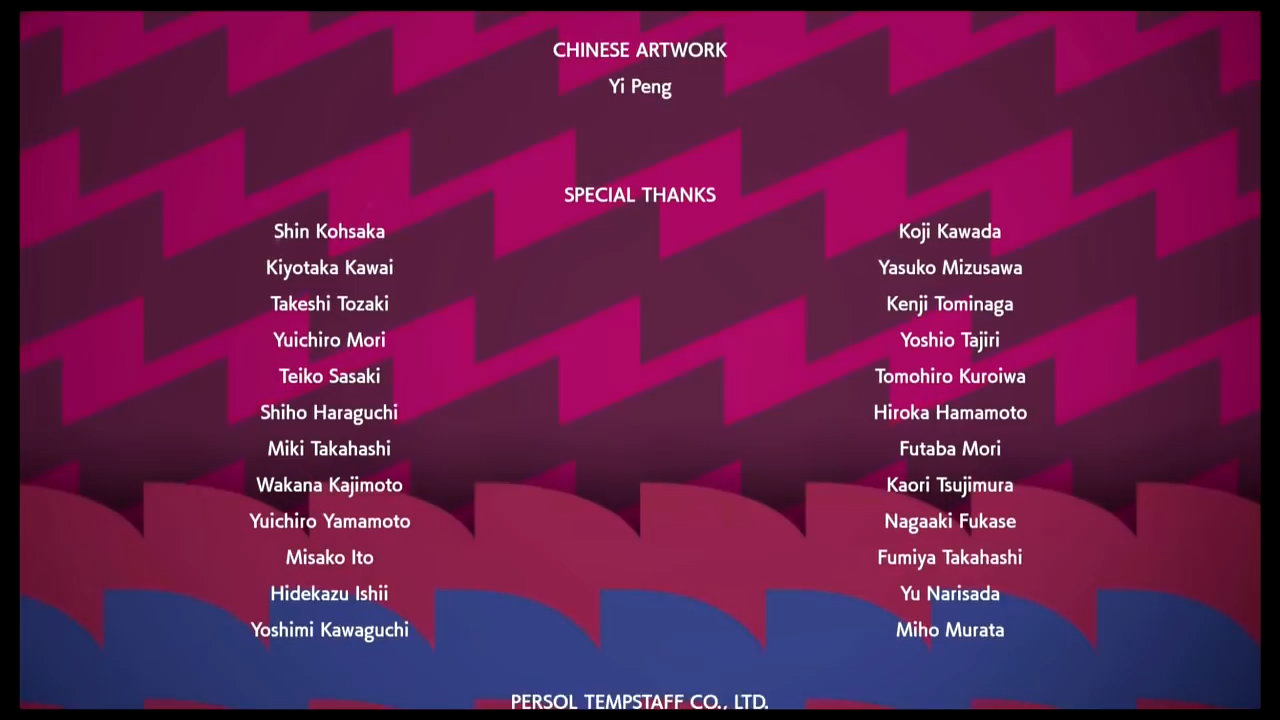 CHINESE ARTWORK
Yi Peng
SPECIAL THANKS
Shin Kohsaka
Kiyotaka Kawai
Takeshi Tozaki
Yuichiro Mori
Teiko Sasaki
Shiho Haraguchi
Miki Takahashi
Wakana Kajimoto
Yuichiro Yamamoto
Misako Ito
Hidekazu Ishii
Yoshimi Kawaguchi
Koji Kawada
Yasuko Mizusawa
Kenji Tominaga
Yoshio Tajiri
Tomohiro Kuroiwa
Hiroka Hamamoto
Futaba Mori
Kaori Tsujimura
Nagaaki Fukase
Fumiya Takahashi
Yu Narisada
Miho Murata
PERSOL TEMPSTAFF CO., LTD.